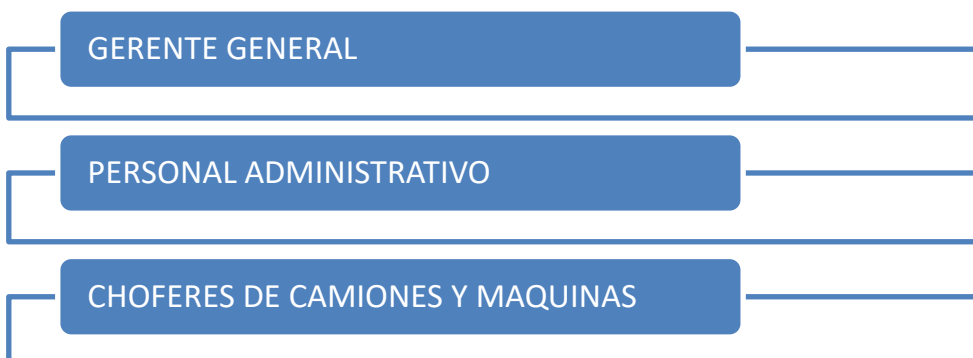 GERENTE GENERAL
PERSONAL ADMINISTRATIVO
CHOFERES DE CAMIONES Y MAQUINAS